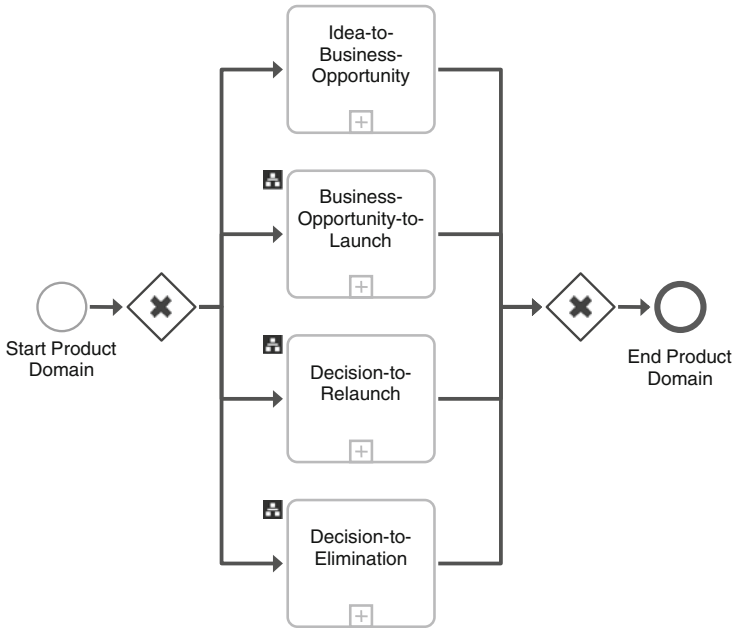 Idea-to-
Business-
Opportunity
Business-
Opportunity-to-
Launch
Start Product
Domain
End Product
Domain
Decision-to-
Relaunch
Decision-to-
Elimination